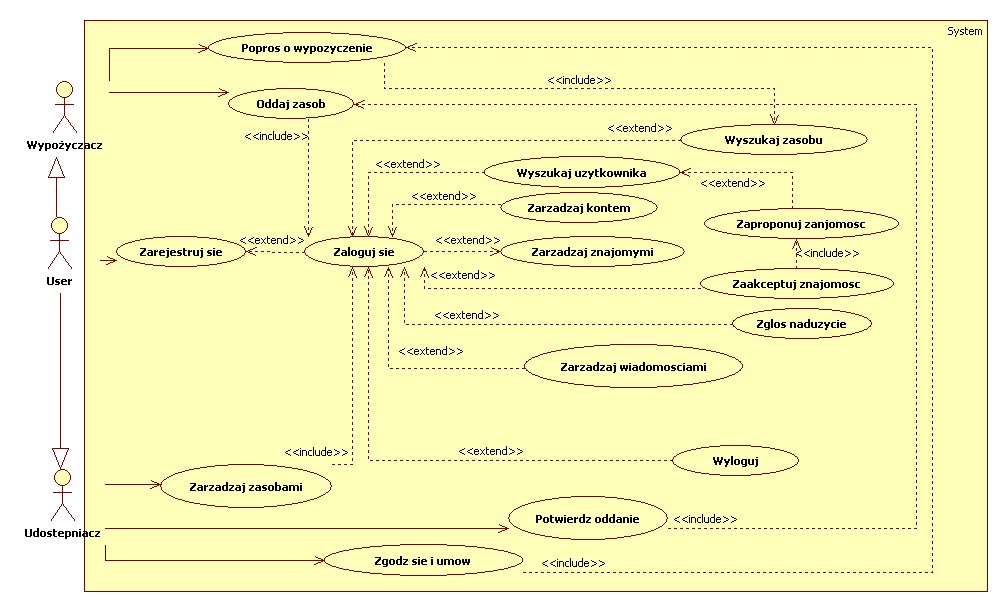 System
Popros o wypozyczenie
<<include>>
Oddaj zasob
<<include>>
<<extend>>
Wyszukaj zasobu
Wypożyczacz
<<extend>>
Wyszukaj uzytkownika
<<extend>>
<<extend>>
Zarzadzaj kontem
Zaproponuj zanjomosc
Zarejestruj sie
<<extend>>
Zaloguj sie
<<extend>>
Zarzadzaj znajomymi
<<include>>
User
<<extend>>
Zaakceptuj znajomosc
<<extend>>
Zglos naduzycie
<<extend>>
Zarzadzaj wiadomosciami
<<include>>
<<extend>>
Wyloguj
Zarzadzaj zasobami
Udostepniacz
Potwierdz oddanie
<<include>>
Zgodz sie i umow
<<include>>